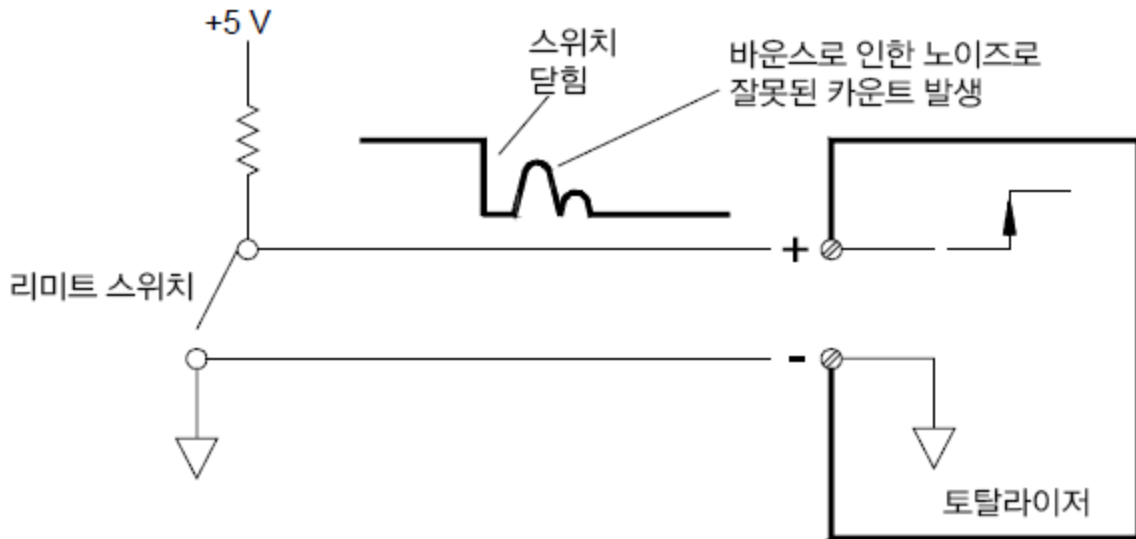 +5 V
스위치
닫힘
바운스로 인한 노이즈로
잘못된 카운트 발생
리미트 스위치
+
-
토탈라이저